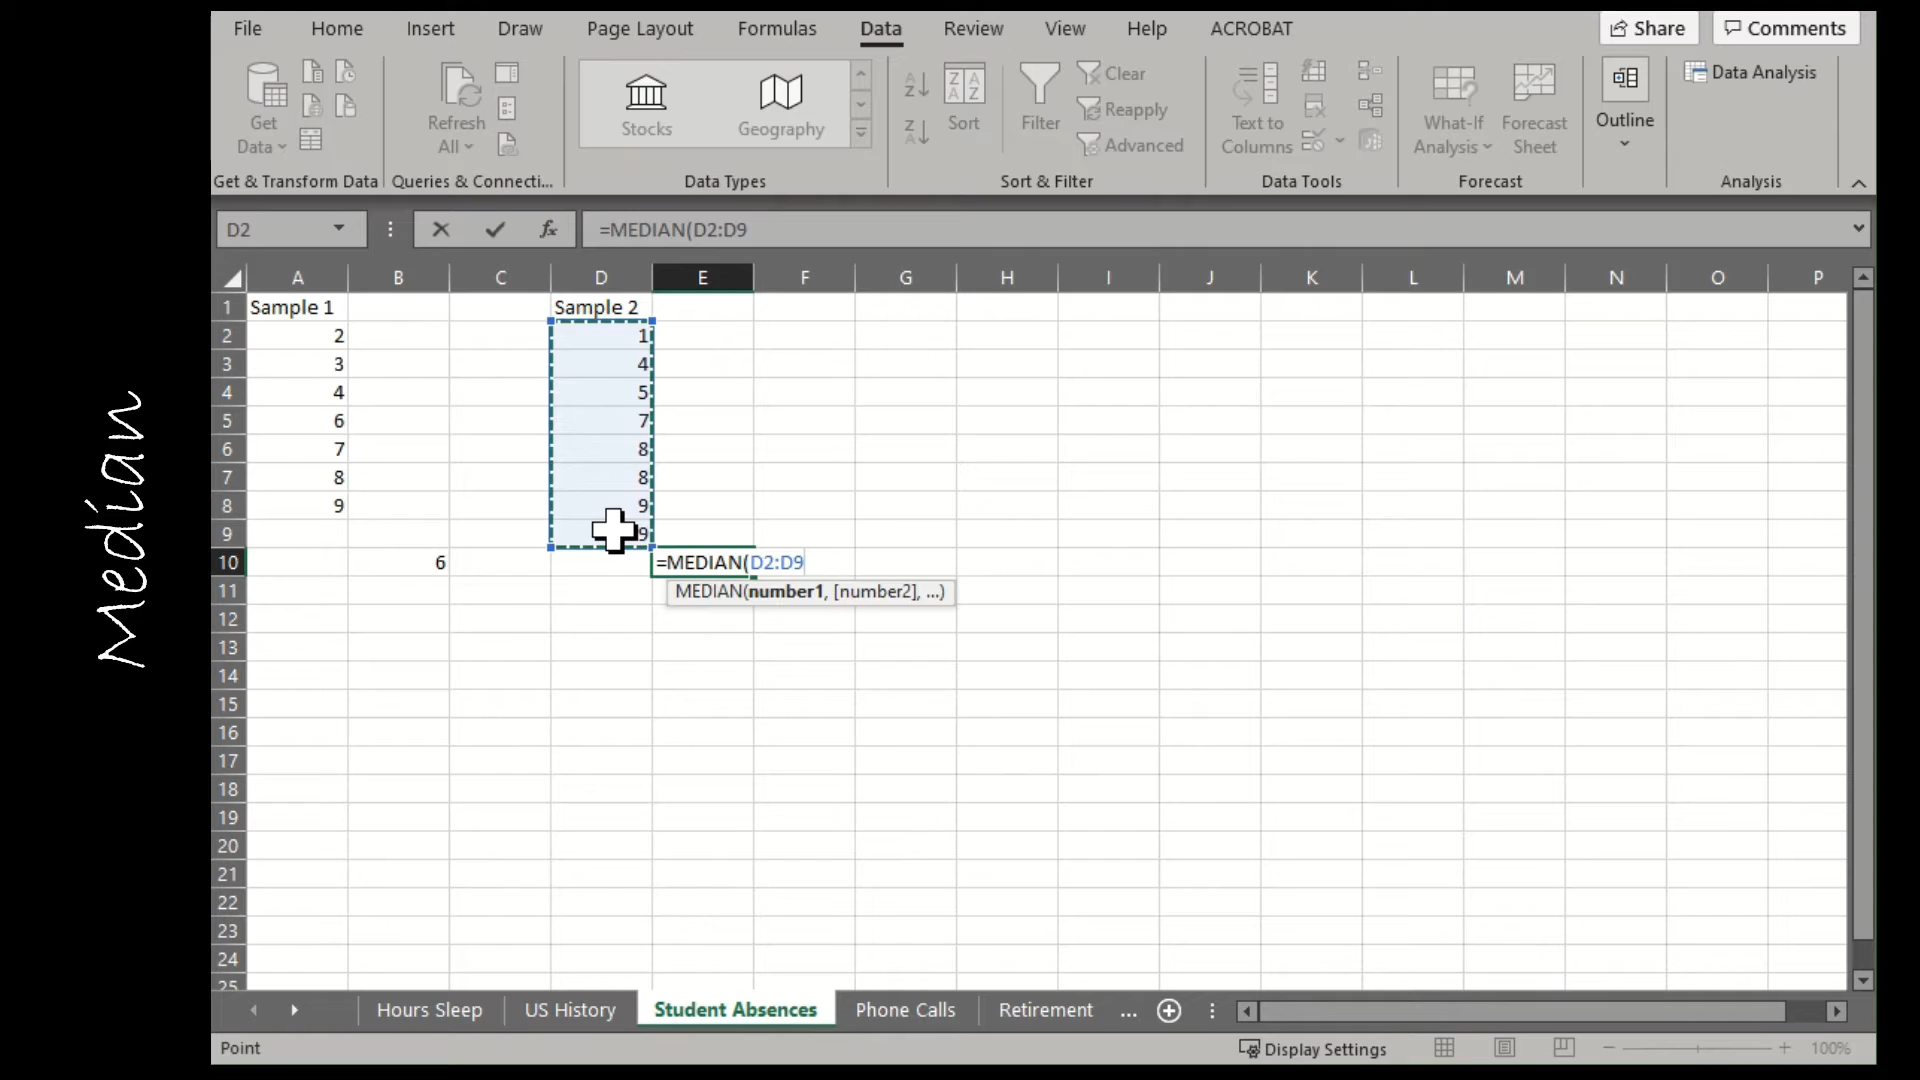 Median
File Home Insert Draw Page Layout Formulas Data Review View Help ACROBAT Share Comments
Get Data
Refresh All
Stocks Geography
Sort
Filter
Clear
Reapply
Advanced
Text to Columns
What-If Analysis
Forecast Sheet
Outline
Data Analysis
Get & Transform Data Queries & Connecti... Data Types Sort & Filter Data Tools Forecast Analysis
D2 fx =MEDIAN(D2:D9
A B C D E F G H I J K L M N O P
1 Sample 1 Sample 2
2 2 1
3 3 4
4 4 5
5 6 7
6 7 8
7 8 8
8 9 9
9 9
10 6 =MEDIAN(D2:D9
11 MEDIAN(number1, [number2], ...)
12
13
14
15
16
17
18
19
20
21
22
23
24
25
Hours Sleep US History Student Absences Phone Calls Retirement ...
Point Display Settings 100%